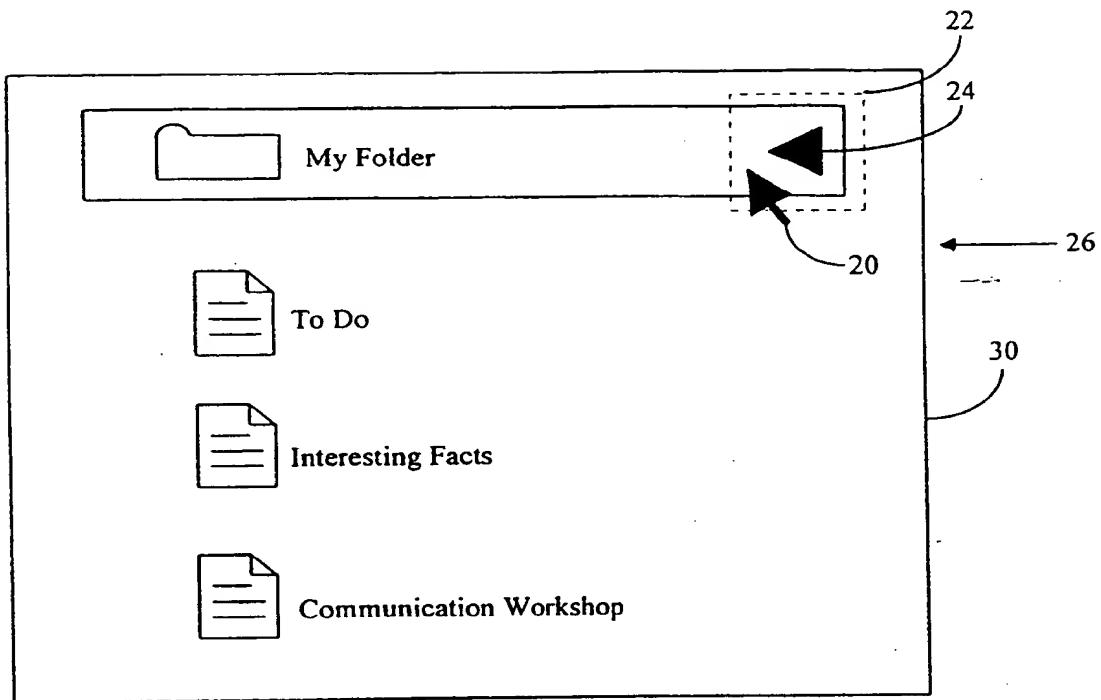 22
24
My Folder
26
20
To Do
30
Interesting Facts
Communication Workshop